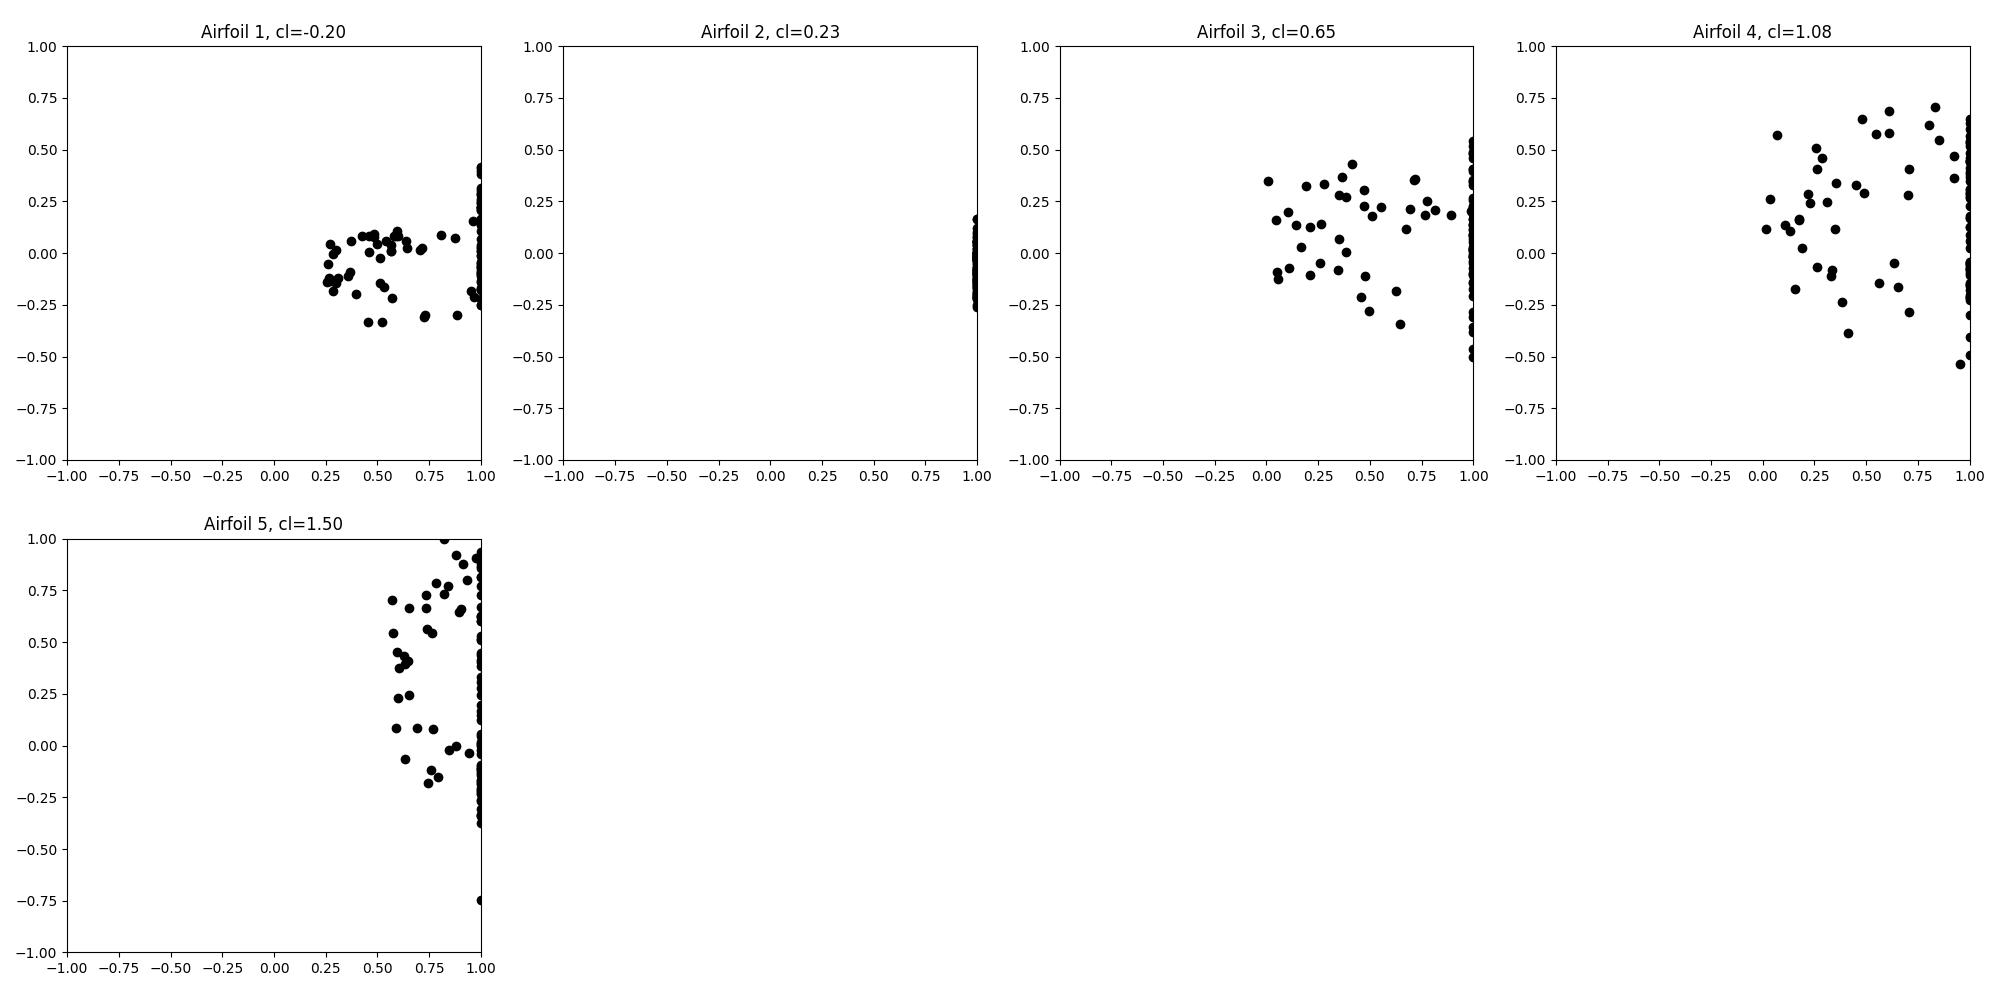 Airfoil 1, cl=-0.20
Airfoil 2, cl=0.23
Airfoil 3, cl=0.65
Airfoil 4, cl=1.08
1.00 1.00 1.00 1.00
0.75 0.75 0.75 0.75
0.50 0.50 0.50 0.50
0.25 0.25 0.25 0.25
0.00 0.00 0.00 0.00
−0.25 −0.25 −0.25 −0.25
−0.50 −0.50 −0.50 −0.50
−0.75 −0.75 −0.75 −0.75
−1.00 −1.00 −1.00 −1.00
−1.00 −0.75 −0.50 −0.25 0.00 0.25 0.50 0.75 1.00
−1.00 −0.75 −0.50 −0.25 0.00 0.25 0.50 0.75 1.00
−1.00 −0.75 −0.50 −0.25 0.00 0.25 0.50 0.75 1.00
−1.00 −0.75 −0.50 −0.25 0.00 0.25 0.50 0.75 1.00
Airfoil 5, cl=1.50
1.00
0.75
0.50
0.25
0.00
−0.25
−0.50
−0.75
−1.00
−1.00 −0.75 −0.50 −0.25 0.00 0.25 0.50 0.75 1.00